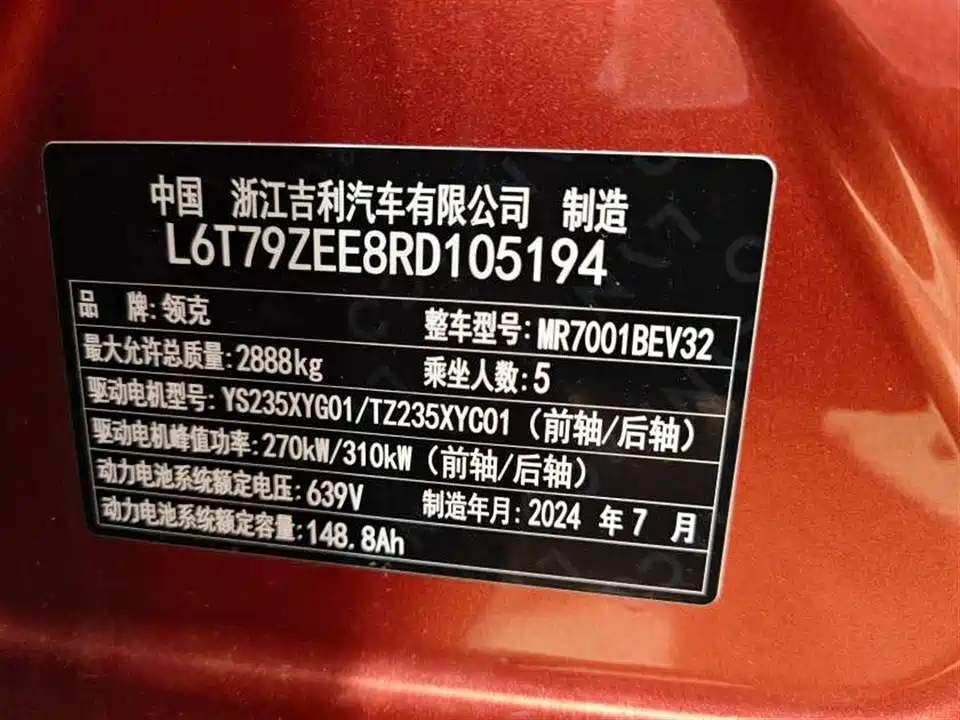 中国 浙江吉利汽车有限公司 制造
L6T79ZEE8RD105194
品 牌:领克 整车型号:MR7001BEV32
最大允许总质量:2888kg 乘坐人数:5
驱动电机型号:YS235XYG01/TZ235XYC01(前轴/后轴)
驱动电机峰值功率:270kW/310kW(前轴/后轴)
动力电池系统额定电压:639V 制造年月:2024 年 7 月
动力电池系统额定容量:148.8Ah